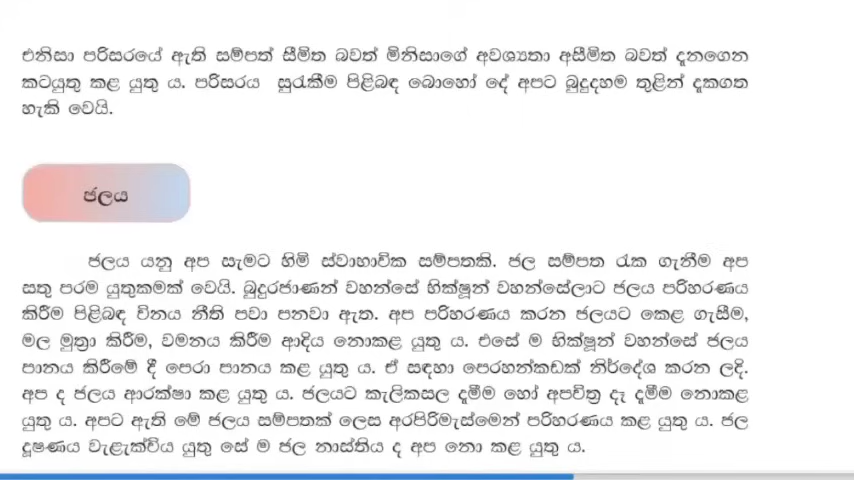 එනිසා පරිසරයේ ඇති සම්පත් සීමිත බවත් මිනිසාගේ අවශ්‍යතා අසීමිත බවත් දැනගෙන
කටයුතු කළ යුතු ය. පරිසරය සුරැකීම පිළිබඳ බොහෝ දේ අපට බුදුදහම තුළින් දැකගත
හැකි වෙයි.
ජලය
ජලය යනු අප සැමට හිමි ස්වාභාවික සම්පතකි. ජල සම්පත රැක ගැනීම අප
සතු පරම යුතුකමක් වෙයි. බුදුරජාණන් වහන්සේ භික්ෂූන් වහන්සේලාට ජලය පරිහරණය
කිරීම පිළිබඳ විනය නීති පවා පනවා ඇත. අප පරිහරණය කරන ජලයට කෙළ ගැසීම,
මල මුත්‍රා කිරීම, වමනය කිරීම ආදිය නොකළ යුතු ය. එසේ ම භික්ෂූන් වහන්සේ ජලය
පානය කිරීමේ දී පෙරා පානය කළ යුතු ය. ඒ සඳහා පෙරහන්කඩක් නිර්දේශ කරන ලදි.
අප ද ජලය ආරක්ෂා කළ යුතු ය. ජලයට කැලිකසල දැමීම හෝ අපවිත්‍ර දෑ දැමීම නොකළ
යුතු ය. අපට ඇති මේ ජලය සම්පතක් ලෙස අරපිරිමැස්මෙන් පරිහරණය කළ යුතු ය. ජල
දූෂණය වැළැක්විය යුතු සේ ම ජල නාස්තිය ද අප නො කළ යුතු ය.